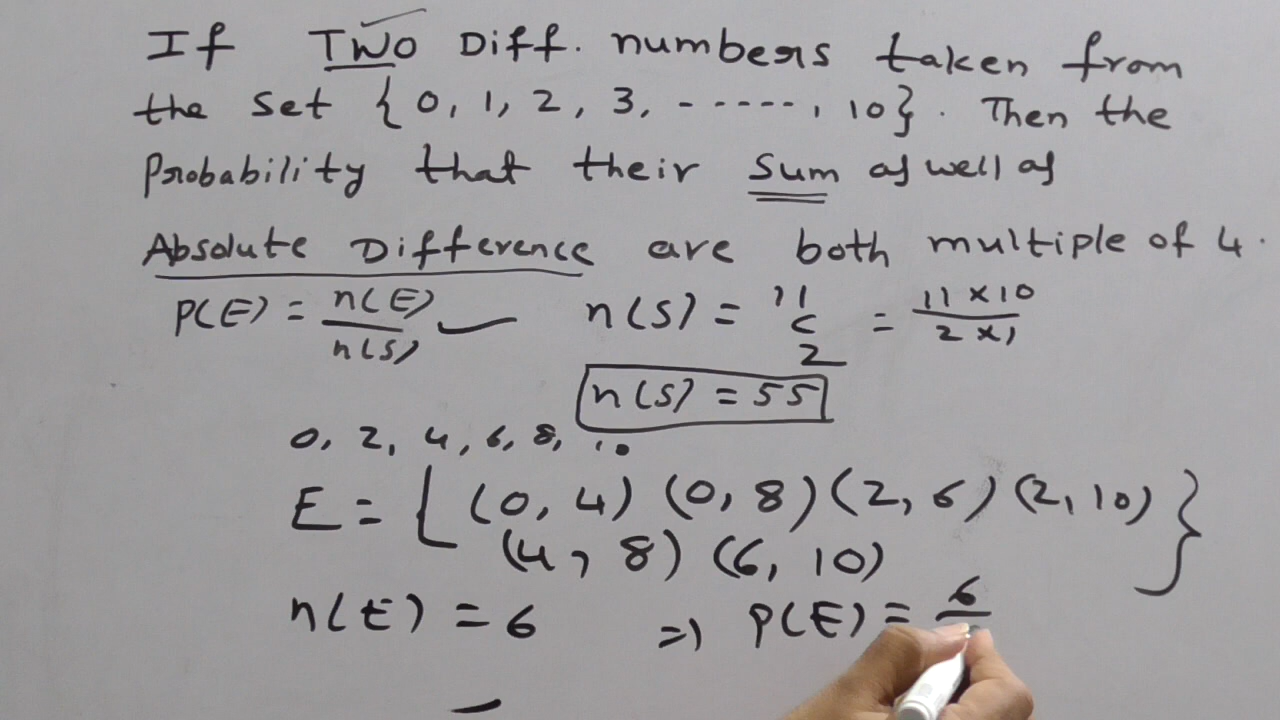 If TWO Diff. numbers taken from
the set {0, 1, 2, 3, ------, 10}. Then the
Probability that their Sum as well as
Absolute Difference are both multiple of 4.
P(E) = n(E)/n(S) n(S) = 11C2 = 11×10/2×1
n(S) = 55
0, 2, 4, 6, 8, 10
E = { (0, 4) (0, 8) (2, 6) (2, 10)
(4, 8) (6, 10) }
n(E) = 6 ⇒ P(E) = 6/